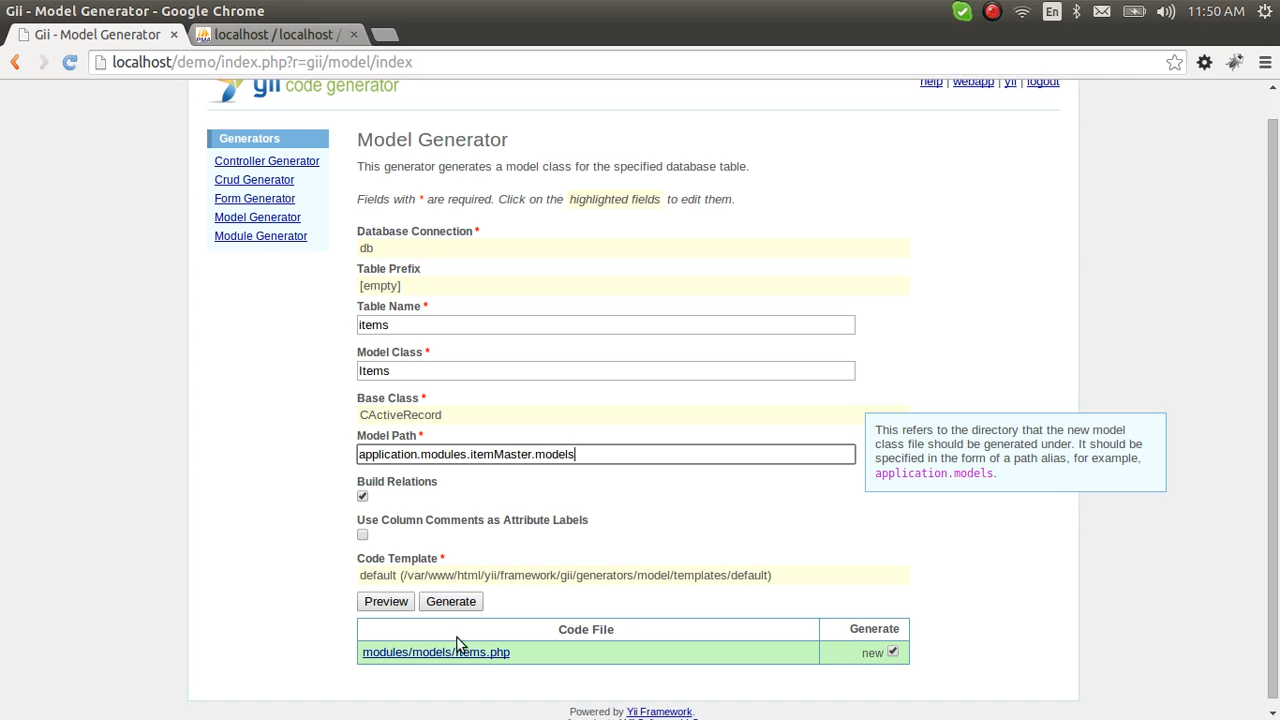 Gii - Model Generator - Google Chrome
En
11:50 AM
Gii - Model Generator
localhost / localhost /
localhost/demo/index.php?r=gii/model/index
yii code generator
help | webapp | yii | logout
Generators
Controller Generator
Crud Generator
Form Generator
Model Generator
Module Generator
Model Generator
This generator generates a model class for the specified database table.
Fields with * are required. Click on the highlighted fields to edit them.
Database Connection *
db
Table Prefix
[empty]
Table Name *
items
Model Class *
Items
Base Class *
CActiveRecord
Model Path *
application.modules.itemMaster.models
This refers to the directory that the new model
class file should be generated under. It should be
specified in the form of a path alias, for example,
application.models.
Build Relations
Use Column Comments as Attribute Labels
Code Template *
default (/var/www/html/yii/framework/gii/generators/model/templates/default)
Preview Generate
Code File Generate
modules/models/Items.php new
Powered by Yii Framework.